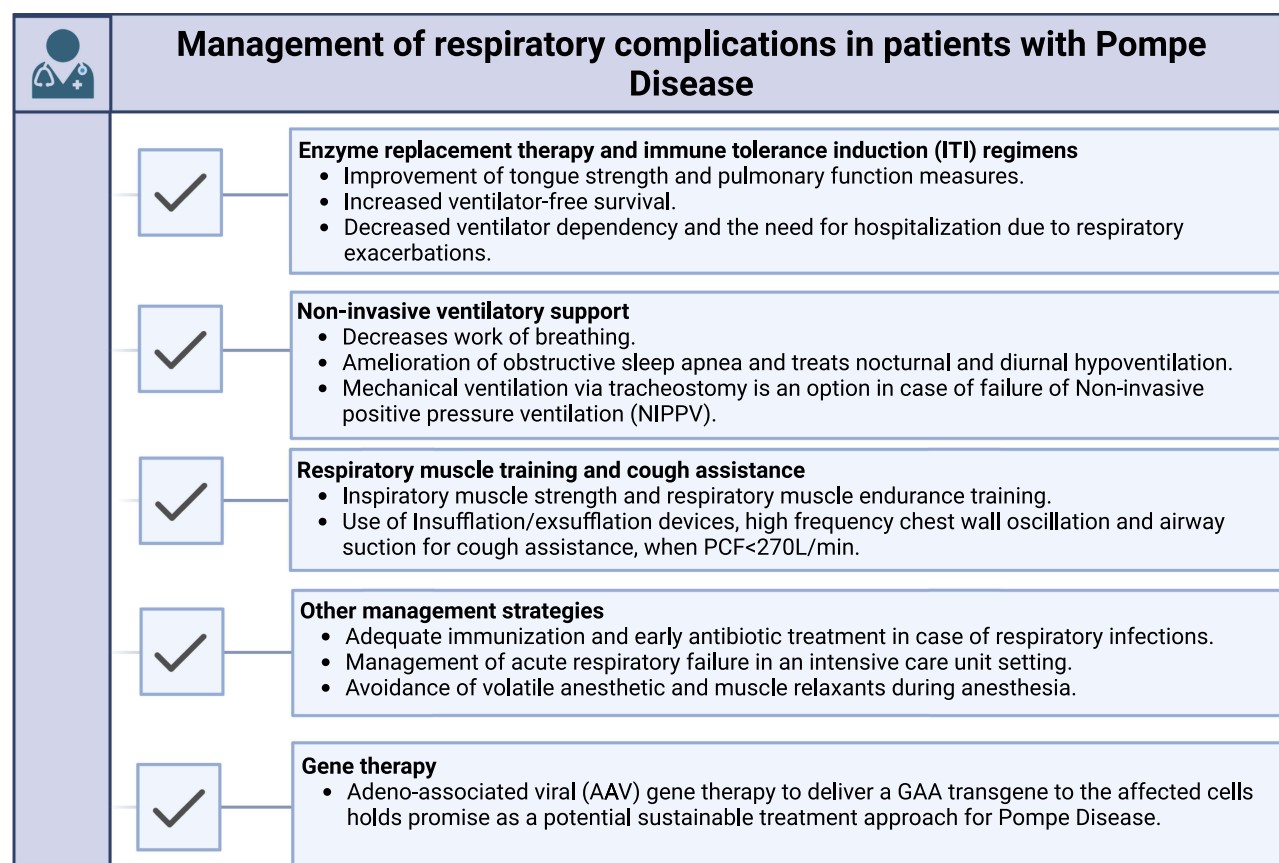 Management of respiratory complications in patients with Pompe
Disease
Enzyme replacement therapy and immune tolerance induction (ITI) regimens
• Improvement of tongue strength and pulmonary function measures.
• Increased ventilator-free survival.
• Decreased ventilator dependency and the need for hospitalization due to respiratory
exacerbations.
Non-invasive ventilatory support
• Decreases work of breathing.
• Amelioration of obstructive sleep apnea and treats nocturnal and diurnal hypoventilation.
• Mechanical ventilation via tracheostomy is an option in case of failure of Non-invasive
positive pressure ventilation (NIPPV).
Respiratory muscle training and cough assistance
• Inspiratory muscle strength and respiratory muscle endurance training.
• Use of Insufflation/exsufflation devices, high frequency chest wall oscillation and airway
suction for cough assistance, when PCF<270L/min.
Other management strategies
• Adequate immunization and early antibiotic treatment in case of respiratory infections.
• Management of acute respiratory failure in an intensive care unit setting.
• Avoidance of volatile anesthetic and muscle relaxants during anesthesia.
Gene therapy
• Adeno-associated viral (AAV) gene therapy to deliver a GAA transgene to the affected cells
holds promise as a potential sustainable treatment approach for Pompe Disease.